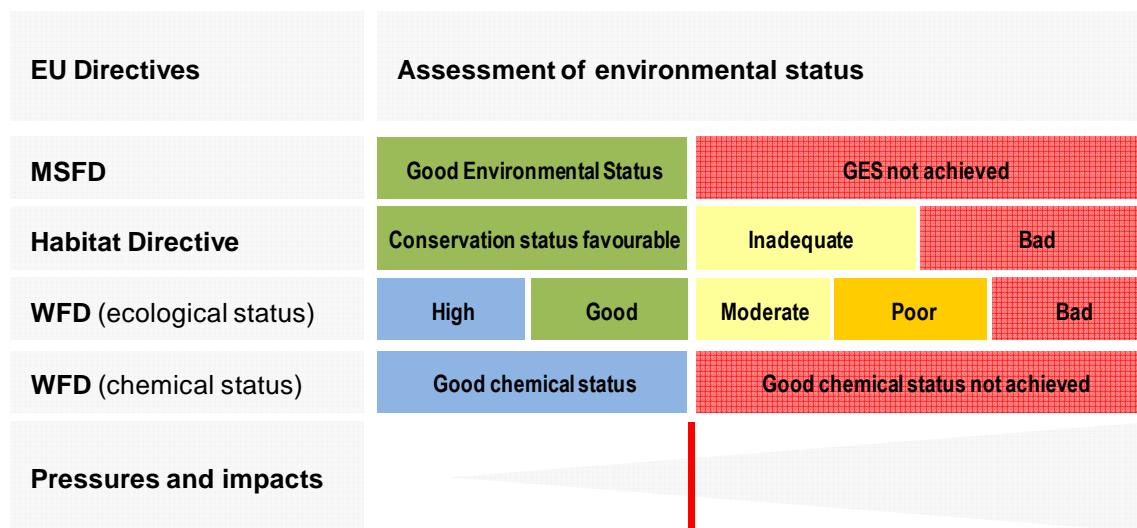 EU Directives Assessment of environmental status
MSFD Good Environmental Status GES not achieved
Habitat Directive Conservation status favourable Inadequate Bad
WFD (ecological status) High Good Moderate Poor Bad
WFD (chemical status) Good chemical status Good chemical status not achieved
Pressures and impacts